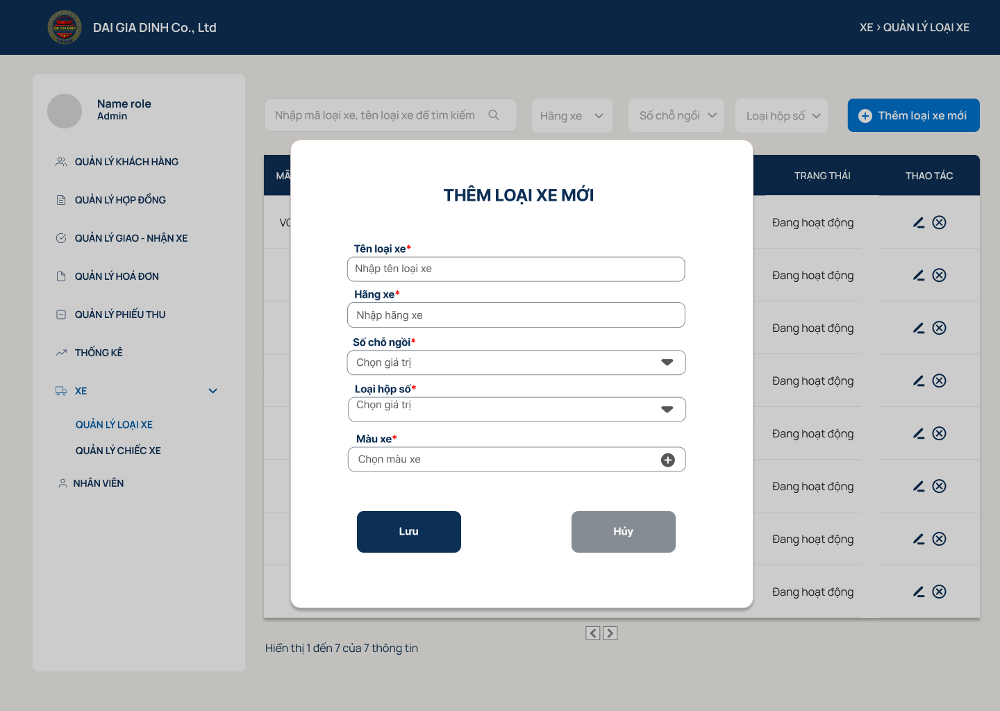 DAI GIA DINH
DAI GIA DINH Co., Ltd
XE > QUẢN LÝ LOẠI XE
Name role
Admin
QUẢN LÝ KHÁCH HÀNG
QUẢN LÝ HỢP ĐỒNG
QUẢN LÝ GIAO - NHẬN XE
QUẢN LÝ HOÁ ĐƠN
QUẢN LÝ PHIẾU THU
THỐNG KÊ
XE
QUẢN LÝ LOẠI XE
QUẢN LÝ CHIẾC XE
NHÂN VIÊN
Nhập mã loại xe, tên loại xe để tìm kiếm
Hãng xe
Số chỗ ngồi
Loại hộp số
Thêm loại xe mới
MÃ
TRẠNG THÁI
THAO TÁC
Đang hoạt động
Đang hoạt động
Đang hoạt động
Đang hoạt động
Đang hoạt động
Đang hoạt động
Đang hoạt động
Đang hoạt động
THÊM LOẠI XE MỚI
Tên loại xe*
Nhập tên loại xe
Hãng xe*
Nhập hãng xe
Số chỗ ngồi*
Chọn giá trị
Loại hộp số*
Chọn giá trị
Màu xe*
Chọn màu xe
Lưu
Hủy
Hiển thị 1 đến 7 của 7 thông tin